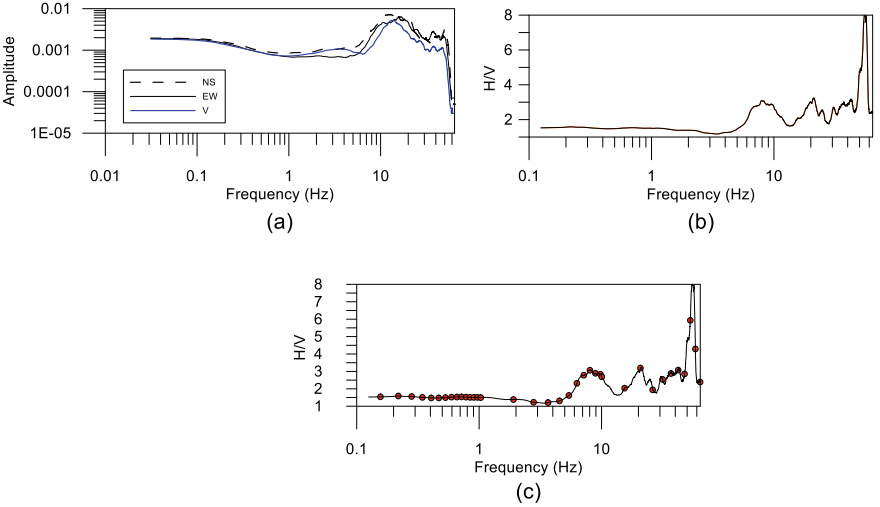 0.01
0.001
0.0001
1E-05
Amplitude
NS
EW
V
0.01 0.1 1 10
Frequency (Hz)
(a)
8
6
4
2
H/V
0.1 1 10
Frequency (Hz)
(b)
8
7
6
5
4
3
2
1
H/V
0.1 1 10
Frequency (Hz)
(c)